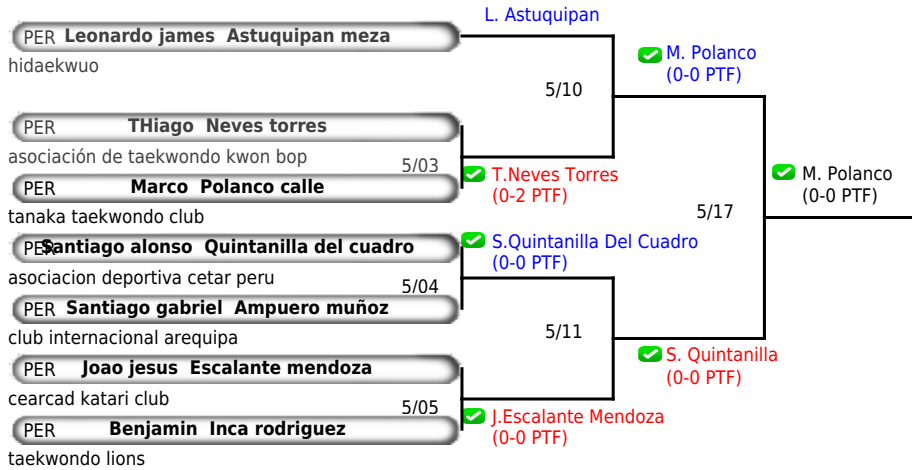 L. Astuquipan
PER Leonardo james Astuquipan meza
hidaekwuo
M. Polanco
(0-0 PTF)
5/10
PER THiago Neves torres
asociación de taekwondo kwon bop
5/03
T.Neves Torres
(0-2 PTF)
M. Polanco
(0-0 PTF)
PER Marco Polanco calle
tanaka taekwondo club
5/17
PER Santiago alonso Quintanilla del cuadro
S.Quintanilla Del Cuadro
(0-0 PTF)
asociacion deportiva cetar peru
5/04
PER Santiago gabriel Ampuero muñoz
club internacional arequipa
5/11
S. Quintanilla
(0-0 PTF)
PER Joao jesus Escalante mendoza
cearcad katari club
5/05
J.Escalante Mendoza
(0-0 PTF)
PER Benjamin Inca rodriguez
taekwondo lions